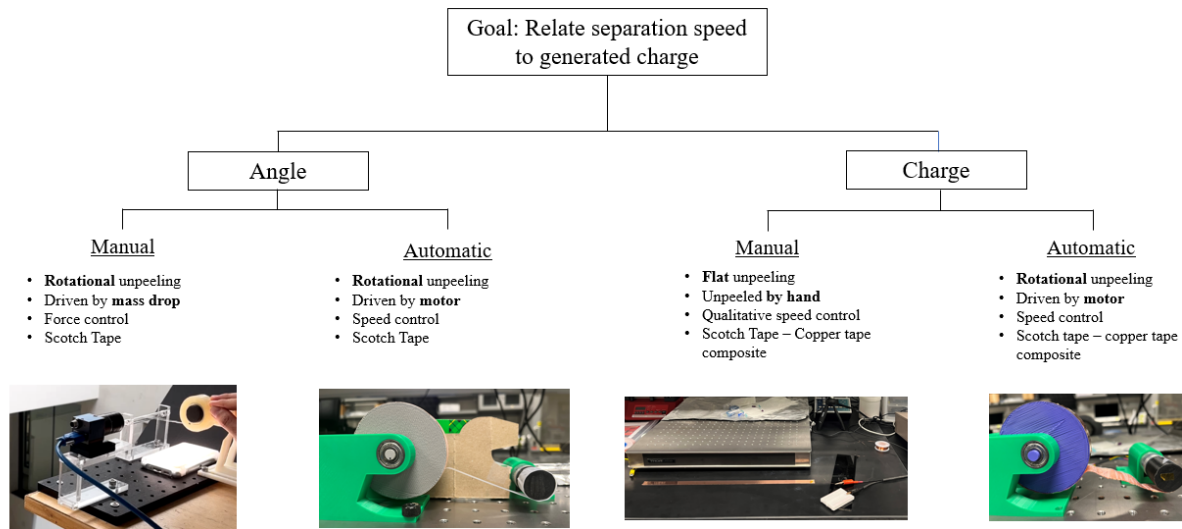 Goal: Relate separation speed
to generated charge
Angle
Charge
Manual
• Rotational unpeeling
• Driven by mass drop
• Force control
• Scotch Tape
Automatic
• Rotational unpeeling
• Driven by motor
• Speed control
• Scotch Tape
Manual
• Flat unpeeling
• Unpeeled by hand
• Qualitative speed control
• Scotch Tape – Copper tape
composite
Automatic
• Rotational unpeeling
• Driven by motor
• Speed control
• Scotch tape – copper tape
composite